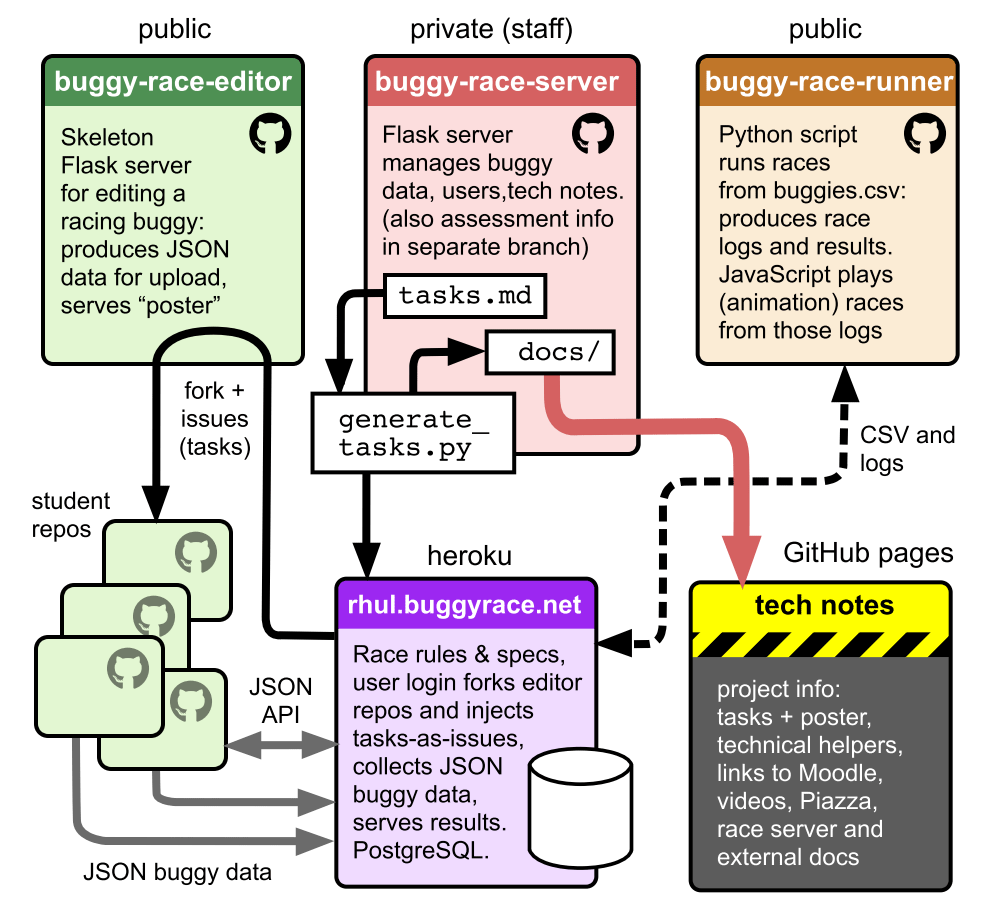 public
private (staff)
public
buggy-race-editor
Skeleton
Flask server
for editing a
racing buggy:
produces JSON
data for upload,
serves “poster”
buggy-race-server
Flask server
manages buggy
data, users,tech notes.
(also assessment info
in separate branch)
tasks.md
docs/
generate_
tasks.py
buggy-race-runner
Python script
runs races
from buggies.csv:
produces race
logs and results.
JavaScript plays
(animation) races
from those logs
fork +
issues
(tasks)
CSV and
logs
student
repos
heroku
rhul.buggyrace.net
Race rules & specs,
user login forks editor
repos and injects
tasks-as-issues,
collects JSON
buggy data,
serves results.
PostgreSQL.
JSON
API
JSON buggy data
GitHub pages
tech notes
project info:
tasks + poster,
technical helpers,
links to Moodle,
videos, Piazza,
race server and
external docs